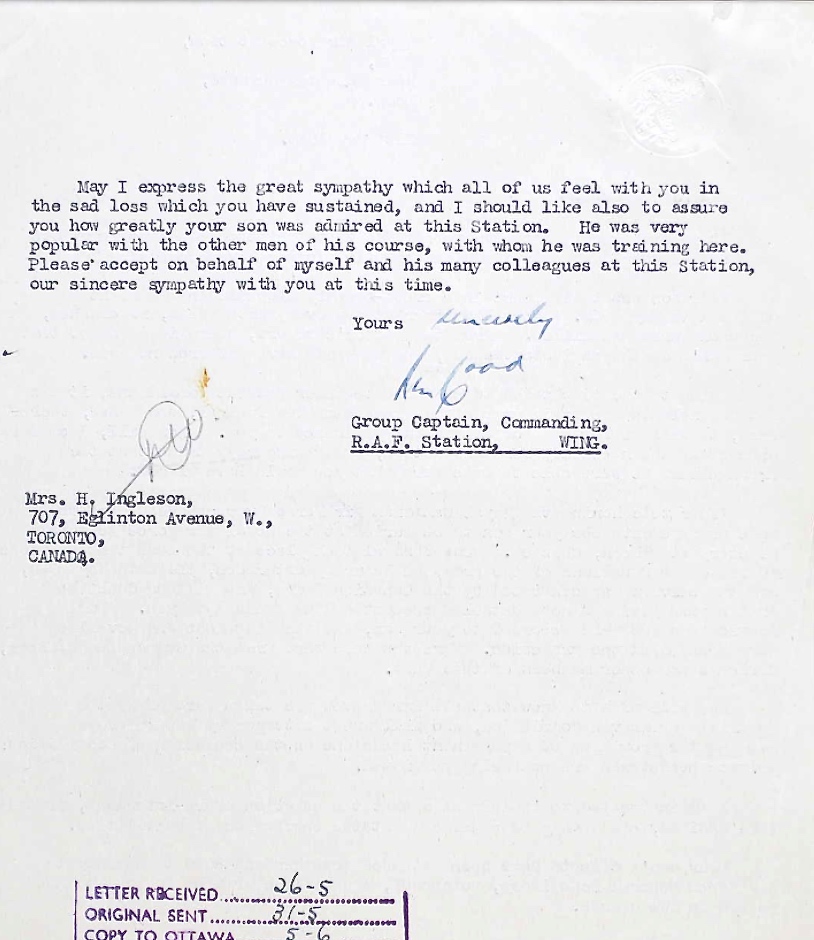 May I express the great sympathy which all of us feel with you in
the sad loss which you have sustained, and I should like also to assure
you how greatly your son was admired at this Station. He was very
popular with the other men of his course, with whom he was training here.
Please accept on behalf of myself and his many colleagues at this Station,
our sincere sympathy with you at this time.
Yours sincerely
Group Captain, Commanding,
R.A.F. Station, WING.
Mrs. H. Ingleson,
707, Eglinton Avenue, W.,
TORONTO,
CANADA.
LETTER RECEIVED 26-5
ORIGINAL SENT 31-5
COPY TO OTTAWA 5-6